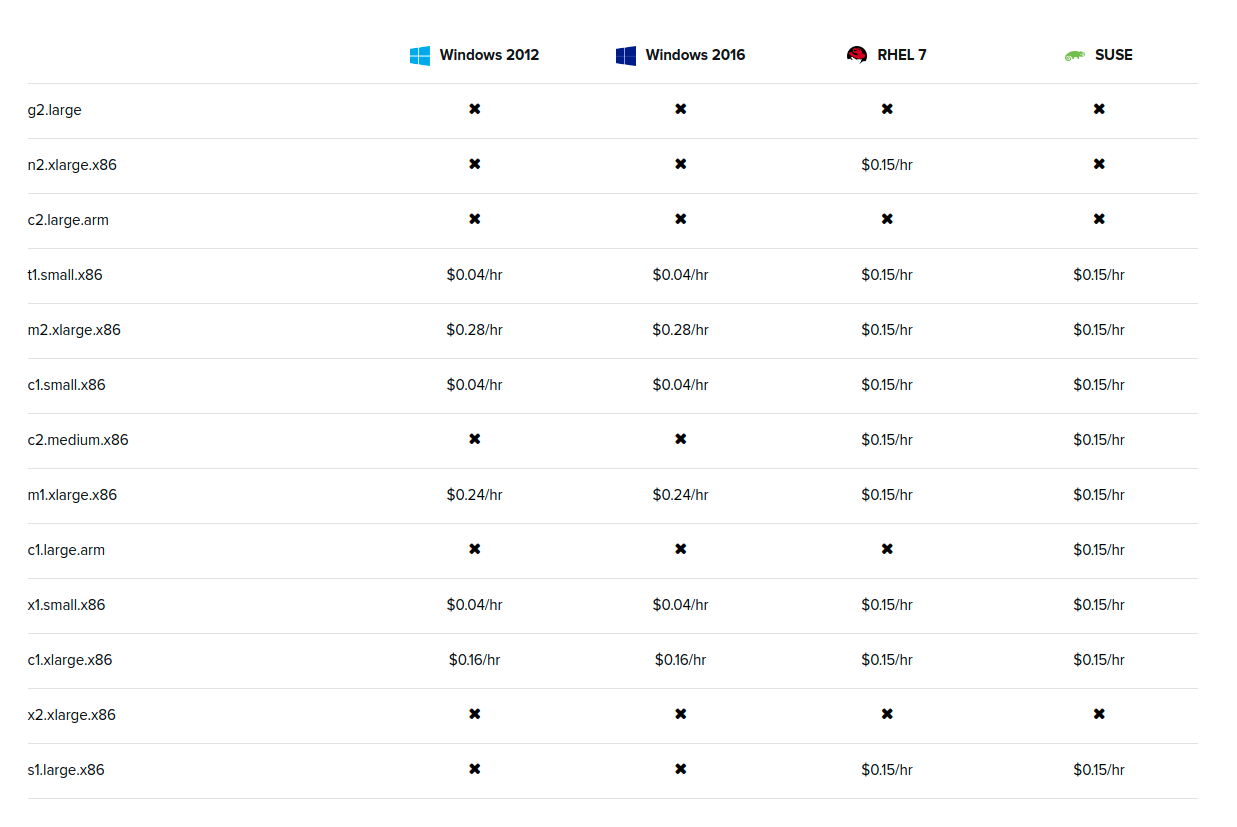 Windows 2012 Windows 2016 RHEL 7 SUSE
g2.large ✖ ✖ ✖ ✖
n2.xlarge.x86 ✖ ✖ $0.15/hr ✖
c2.large.arm ✖ ✖ ✖ ✖
t1.small.x86 $0.04/hr $0.04/hr $0.15/hr $0.15/hr
m2.xlarge.x86 $0.28/hr $0.28/hr $0.15/hr $0.15/hr
c1.small.x86 $0.04/hr $0.04/hr $0.15/hr $0.15/hr
c2.medium.x86 ✖ ✖ $0.15/hr $0.15/hr
m1.xlarge.x86 $0.24/hr $0.24/hr $0.15/hr $0.15/hr
c1.large.arm ✖ ✖ ✖ $0.15/hr
x1.small.x86 $0.04/hr $0.04/hr $0.15/hr $0.15/hr
c1.xlarge.x86 $0.16/hr $0.16/hr $0.15/hr $0.15/hr
x2.xlarge.x86 ✖ ✖ ✖ ✖
s1.large.x86 ✖ ✖ $0.15/hr $0.15/hr